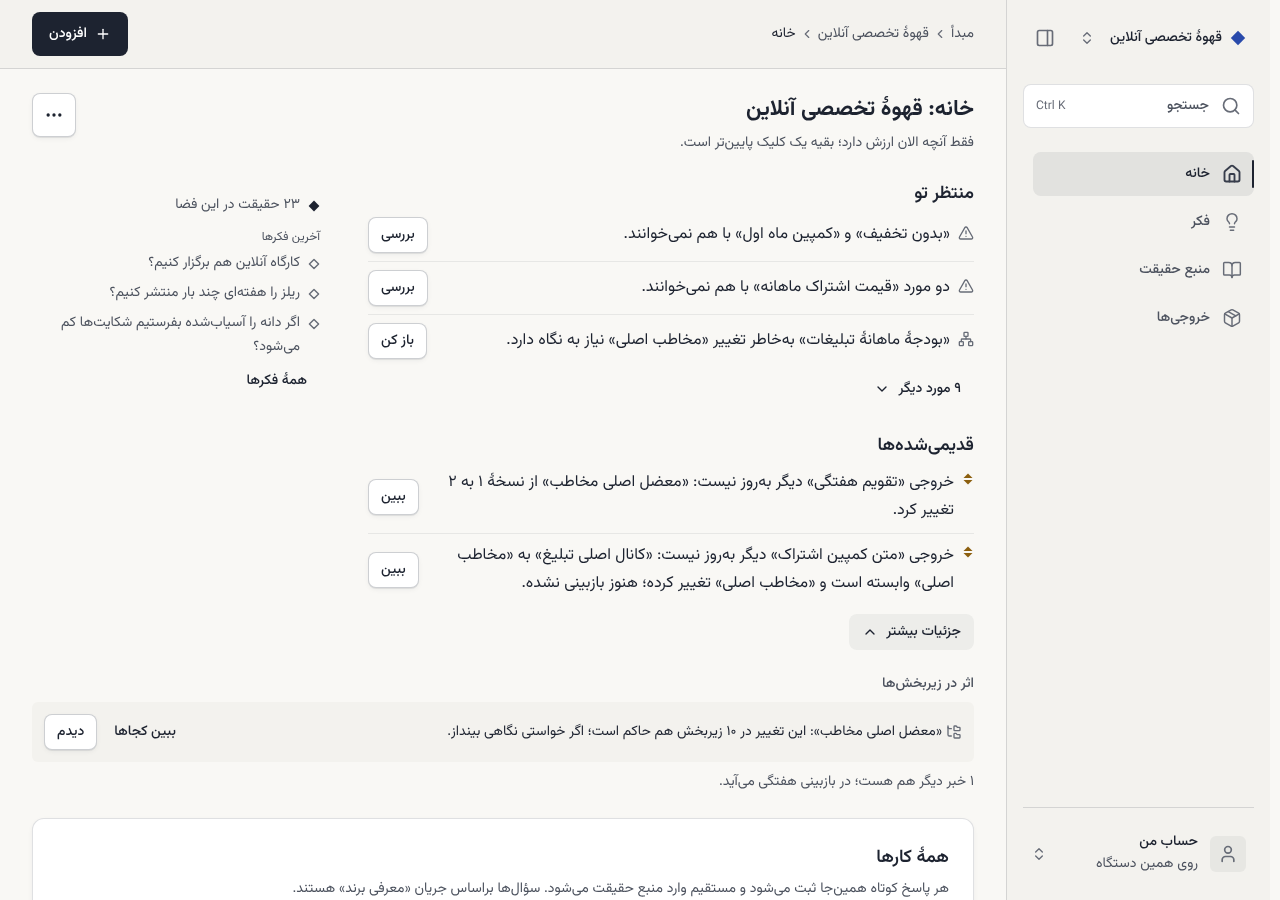 قهوهٔ تخصصی آنلاین
جستجو
Ctrl K
خانه
فکر
منبع حقیقت
خروجی‌ها
حساب من
روی همین دستگاه
مبدأ › قهوهٔ تخصصی آنلاین › خانه
+ افزودن
خانه: قهوهٔ تخصصی آنلاین
فقط آنچه الان ارزش دارد؛ بقیه یک کلیک پایین‌تر است.
منتظر تو
«بدون تخفیف» و «کمپین ماه اول» با هم نمی‌خوانند.
بررسی
دو مورد «قیمت اشتراک ماهانه» با هم نمی‌خوانند.
بررسی
«بودجهٔ ماهانهٔ تبلیغات» به‌خاطر تغییر «مخاطب اصلی» نیاز به نگاه دارد.
باز کن
۹ مورد دیگر
قدیمی‌شده‌ها
خروجی «تقویم هفتگی» دیگر به‌روز نیست: «معضل اصلی مخاطب» از نسخهٔ ۱ به ۲
تغییر کرد.
ببین
خروجی «متن کمپین اشتراک» دیگر به‌روز نیست: «کانال اصلی تبلیغ» به «مخاطب
اصلی» وابسته است و «مخاطب اصلی» تغییر کرده؛ هنوز بازبینی نشده.
ببین
جزئیات بیشتر
۲۳ حقیقت در این فضا
آخرین فکرها
کارگاه آنلاین هم برگزار کنیم؟
ریلز را هفته‌ای چند بار منتشر کنیم؟
اگر دانه را آسیاب‌شده بفرستیم شکایت‌ها کم
می‌شود؟
همهٔ فکرها
اثر در زیربخش‌ها
«معضل اصلی مخاطب»: این تغییر در ۱۰ زیربخش هم حاکم است؛ اگر خواستی نگاهی بینداز.
ببین کجاها
دیدم
۱ خبر دیگر هم هست؛ در بازبینی هفتگی می‌آید.
همهٔ کارها
هر پاسخ کوتاه همین‌جا ثبت می‌شود و مستقیم وارد منبع حقیقت می‌شود. سؤال‌ها براساس جریان «معرفی برند» هستند.